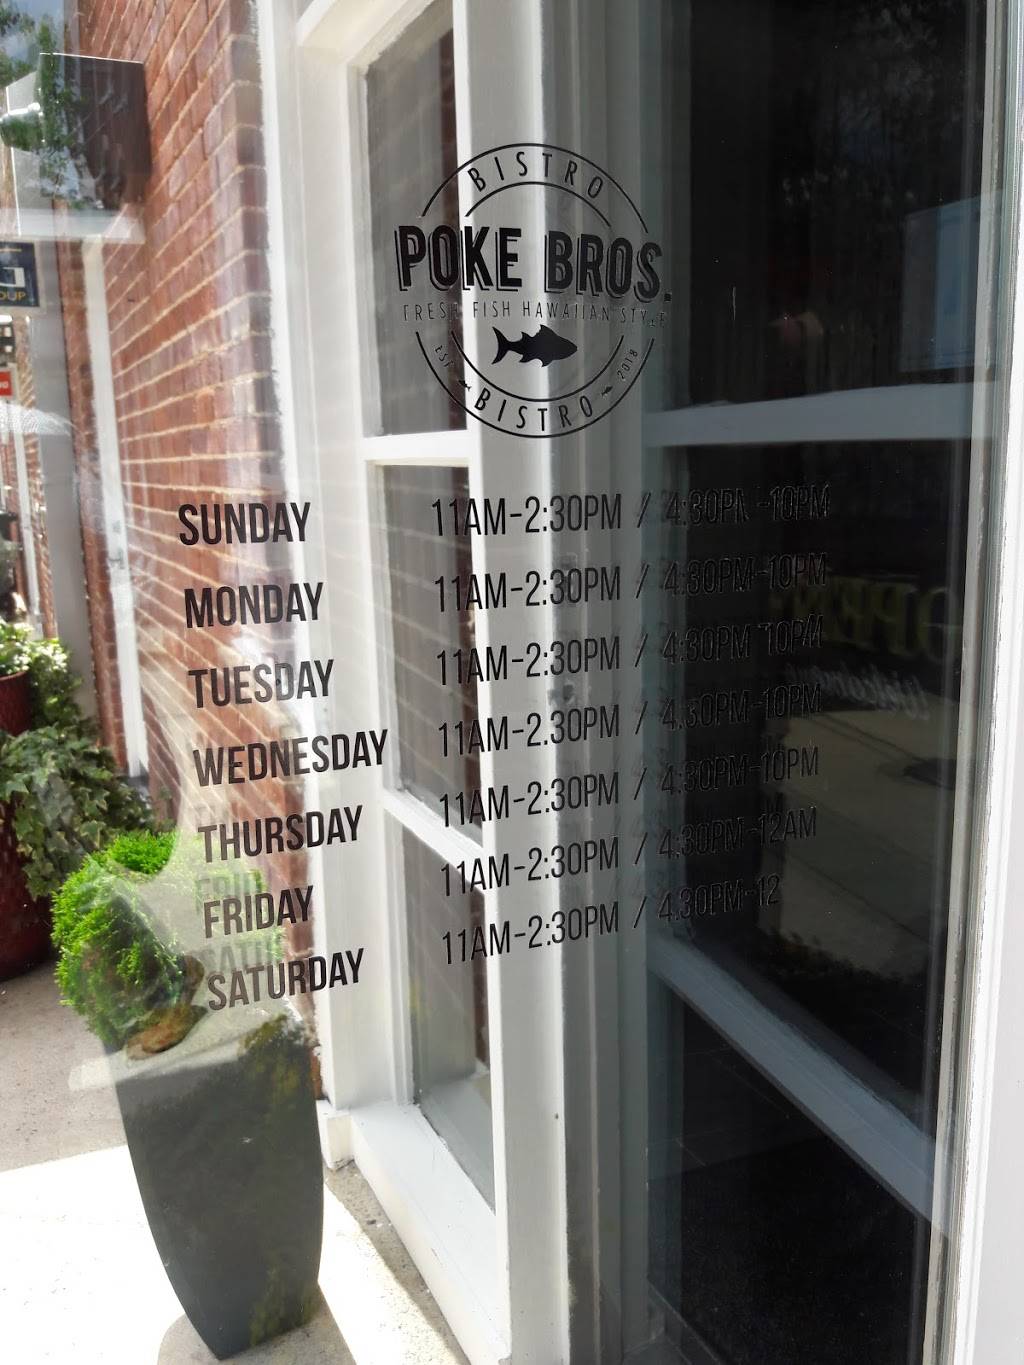 BISTRO
POKE BROS.
FRESH FISH HAWAIIAN STYLE
EST. 2018
BISTRO
SUNDAY 11AM-2:30PM / 4:30PM-10PM
MONDAY 11AM-2:30PM / 4:30PM-10PM
TUESDAY 11AM-2:30PM / 4:30PM-10PM
WEDNESDAY 11AM-2:30PM / 4:30PM-10PM
THURSDAY 11AM-2:30PM / 4:30PM-10PM
FRIDAY 11AM-2:30PM / 4:30PM-12AM
SATURDAY 11AM-2:30PM / 4:30PM-12
OUP
OPEN